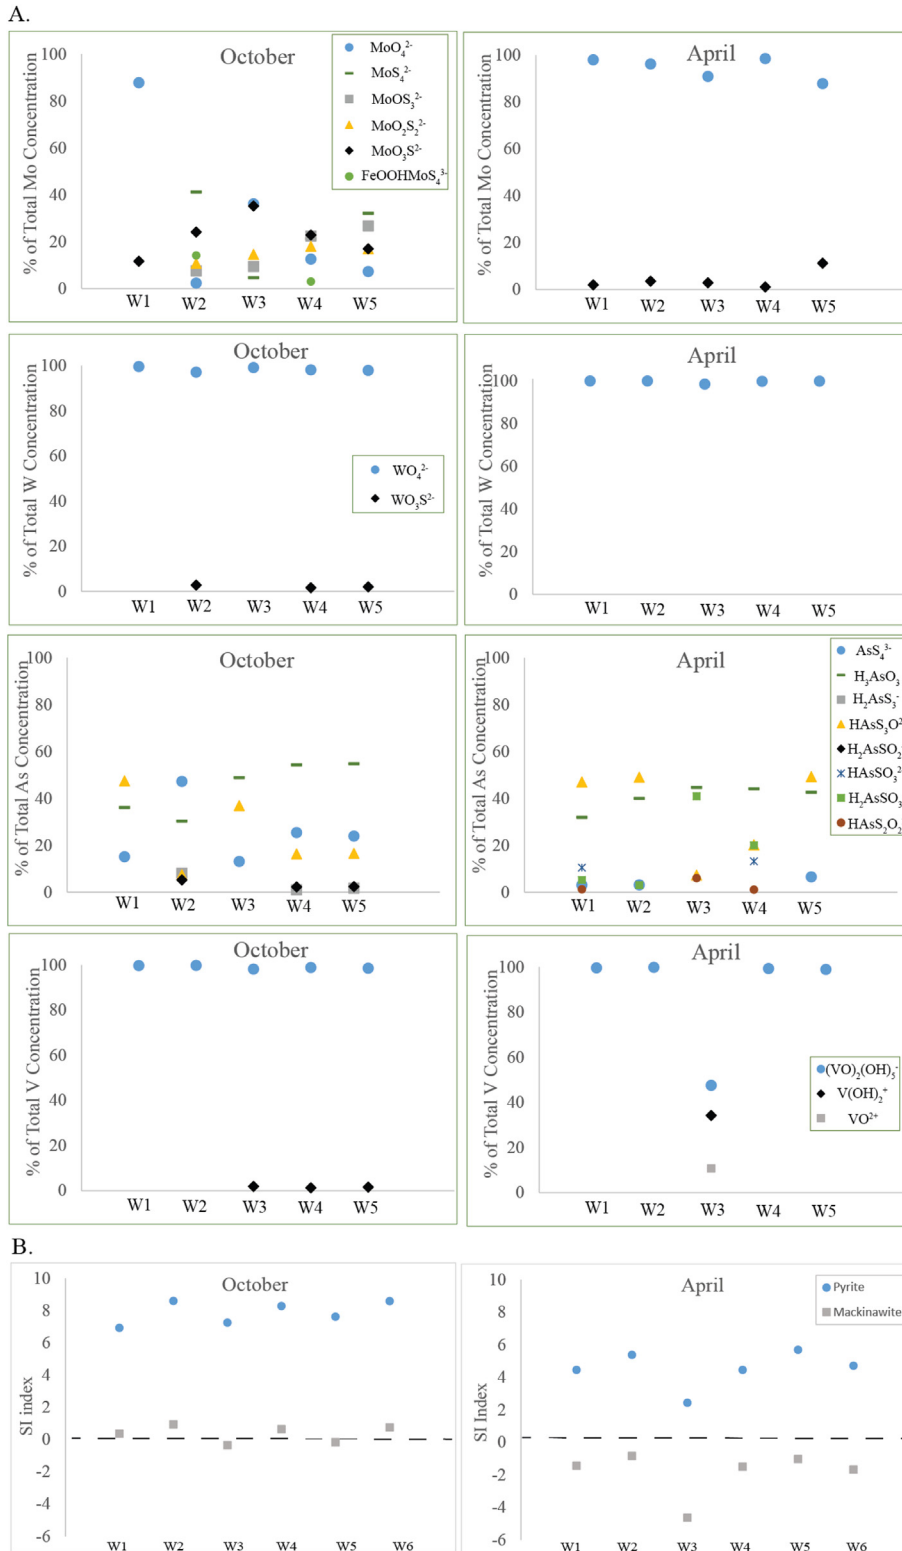 A.
October
% of Total Mo Concentration
100
80
60
40
20
0
W1 W2 W3 W4 W5
MoO₄²⁻
MoS₄²⁻
MoOS₃²⁻
MoO₂S₂²⁻
MoO₃S²⁻
FeOOHMoS₄³⁻
April
% of Total Mo Concentration
100
80
60
40
20
0
W1 W2 W3 W4 W5
October
% of Total W Concentration
100
80
60
40
20
0
W1 W2 W3 W4 W5
WO₄²⁻
WO₃S²⁻
April
% of Total W Concentration
100
80
60
40
20
0
W1 W2 W3 W4 W5
October
% of Total As Concentration
100
80
60
40
20
0
W1 W2 W3 W4 W5
April
% of Total As Concentration
100
80
60
40
20
0
W1 W2 W3 W4 W5
AsS₄³⁻
H₃AsO₃
H₂AsS₃⁻
HAsS₃O²⁻
H₂AsSO₂⁻
HAsSO₃²⁻
H₂AsSO₃⁻
HAsS₂O₂²⁻
October
% of Total V Concentration
100
80
60
40
20
0
W1 W2 W3 W4 W5
April
% of Total V Concentration
100
80
60
40
20
0
W1 W2 W3 W4 W5
(VO)₂(OH)₅⁻
V(OH)₂⁺
VO²⁺
B.
October
SI index
10
8
6
4
2
0
-2
-4
-6
W1 W2 W3 W4 W5 W6
April
SI Index
10
8
6
4
2
0
-2
-4
-6
W1 W2 W3 W4 W5 W6
Pyrite
Mackinawite